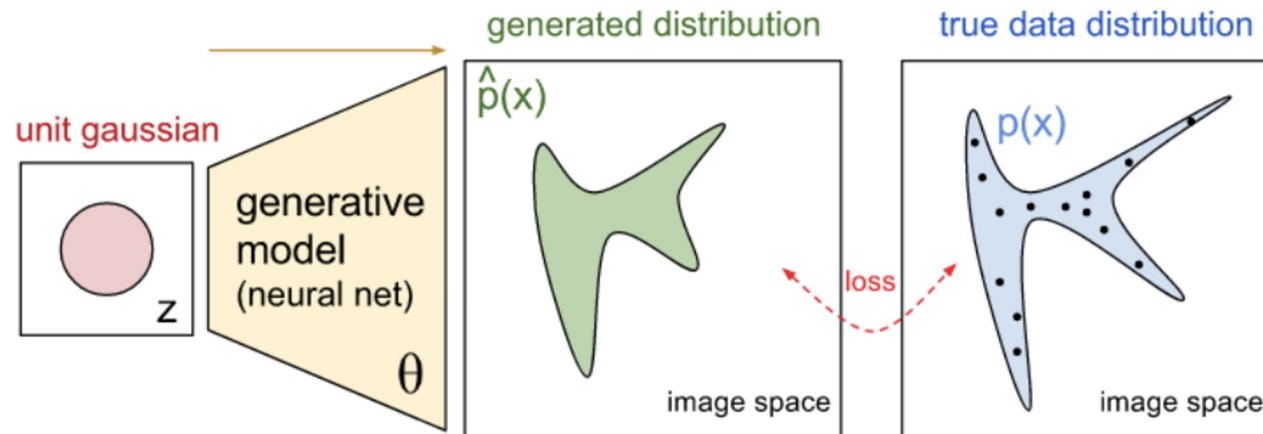 generated distribution
true data distribution
unit gaussian
z
generative
model
(neural net)
θ
p̂(x)
image space
loss
p(x)
image space